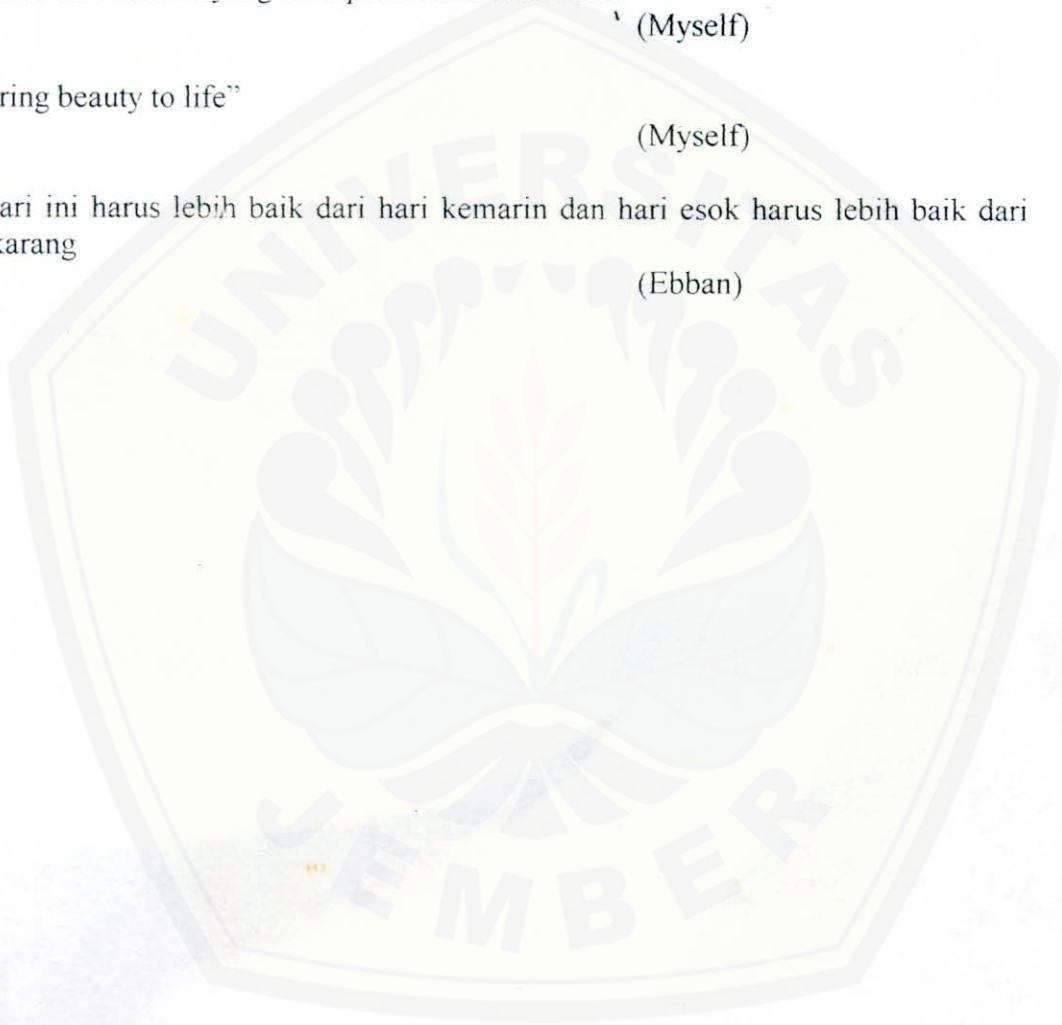 (Myself)
ring beauty to life”
(Myself)
ari ini harus lebih baik dari hari kemarin dan hari esok harus lebih baik dari
karang
(Ebban)
UNIVERSITAS
JEMBER